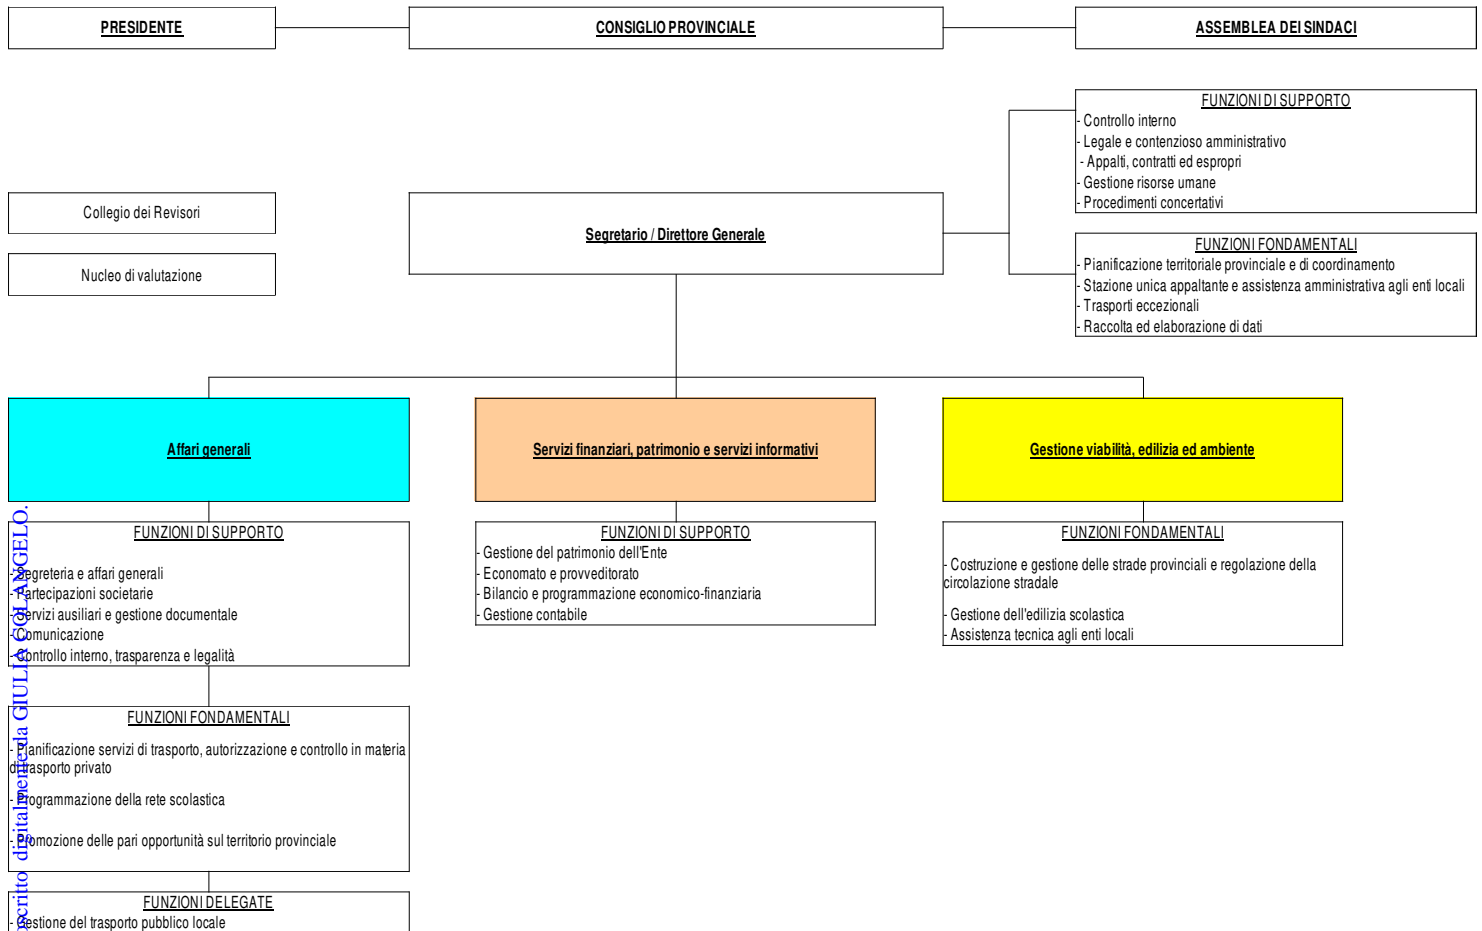 PRESIDENTE
CONSIGLIO PROVINCIALE
ASSEMBLEA DEI SINDACI
FUNZIONI DI SUPPORTO
- Controllo interno
- Legale e contenzioso amministrativo
- Appalti, contratti ed espropri
- Gestione risorse umane
- Procedimenti concertativi
Collegio dei Revisori
Nucleo di valutazione
Segretario / Direttore Generale
FUNZIONI FONDAMENTALI
- Pianificazione territoriale provinciale e di coordinamento
- Stazione unica appaltante e assistenza amministrativa agli enti locali
- Trasporti eccezionali
- Raccolta ed elaborazione di dati
Affari generali
Servizi finanziari, patrimonio e servizi informativi
Gestione viabilità, edilizia ed ambiente
FUNZIONI DI SUPPORTO
- Segreteria e affari generali
- Partecipazioni societarie
- Servizi ausiliari e gestione documentale
- Comunicazione
- Controllo interno, trasparenza e legalità
FUNZIONI DI SUPPORTO
- Gestione del patrimonio dell'Ente
- Economato e provveditorato
- Bilancio e programmazione economico-finanziaria
- Gestione contabile
FUNZIONI FONDAMENTALI
- Costruzione e gestione delle strade provinciali e regolazione della
circolazione stradale
- Gestione dell'edilizia scolastica
- Assistenza tecnica agli enti locali
FUNZIONI FONDAMENTALI
- Pianificazione servizi di trasporto, autorizzazione e controllo in materia
di trasporto privato
- Programmazione della rete scolastica
- Promozione delle pari opportunità sul territorio provinciale
FUNZIONI DELEGATE
- Gestione del trasporto pubblico locale
digitalmente da GIULIA COLANGELO.